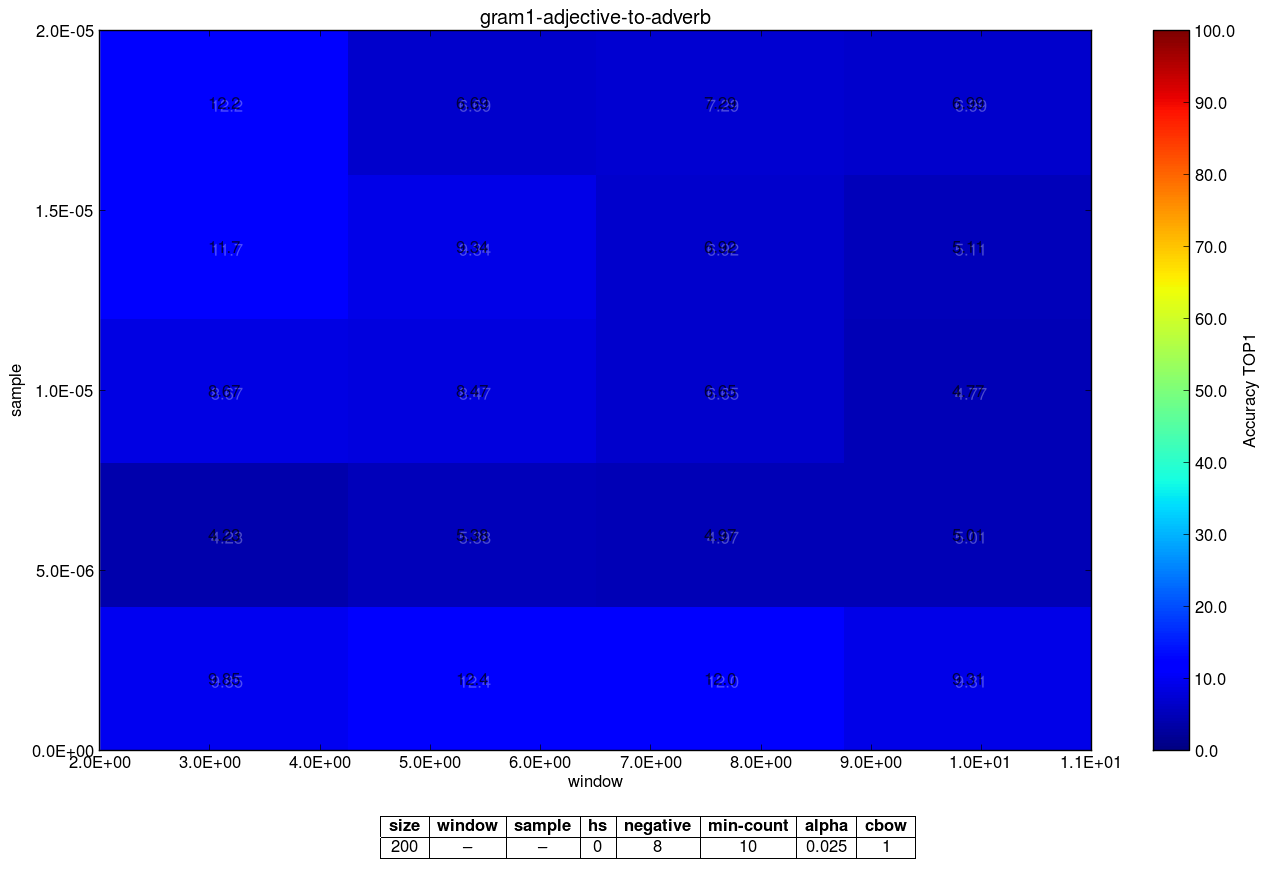 gram1-adjective-to-adverb
2.0E-05
1.5E-05
1.0E-05
5.0E-06
0.0E+00
sample
12.2 6.69 7.29 6.99
11.7 9.34 6.92 5.11
8.67 8.47 6.65 4.77
4.23 5.38 4.97 5.01
9.85 12.4 12.0 9.31
2.0E+00 3.0E+00 4.0E+00 5.0E+00 6.0E+00 7.0E+00 8.0E+00 9.0E+00 1.0E+01 1.1E+01
window
100.0
90.0
80.0
70.0
60.0
50.0
40.0
30.0
20.0
10.0
0.0
Accuracy TOP1
size window sample hs negative min-count alpha cbow
200 – – 0 8 10 0.025 1